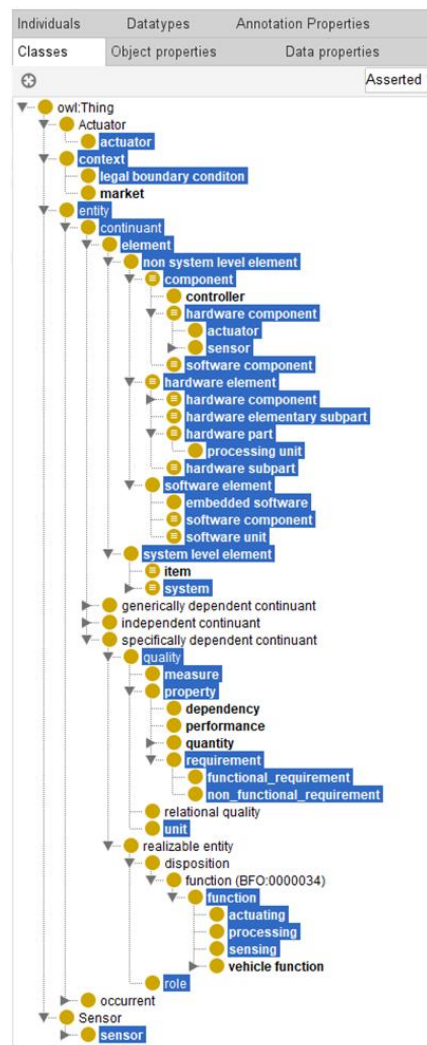 Individuals Datatypes Annotation Properties
Classes Object properties Data properties
Asserted
owl:Thing
Actuator
actuator
context
legal boundary conditon
market
entity
continuant
element
non system level element
component
controller
hardware component
actuator
sensor
software component
hardware element
hardware component
hardware elementary subpart
hardware part
processing unit
hardware subpart
software element
embedded software
software component
software unit
system level element
item
system
generically dependent continuant
independent continuant
specifically dependent continuant
quality
measure
property
dependency
performance
quantity
requirement
functional_requirement
non_functional_requirement
relational quality
unit
realizable entity
disposition
function (BFO:0000034)
function
actuating
processing
sensing
vehicle function
role
occurrent
Sensor
sensor